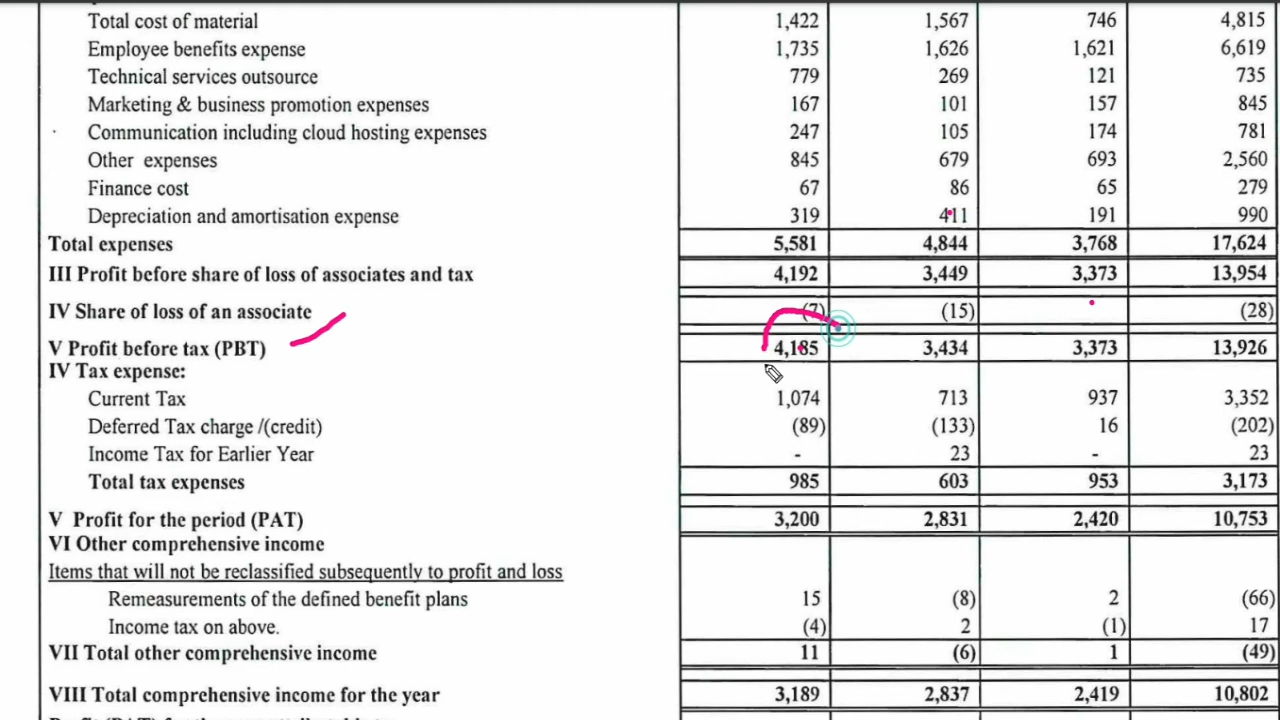 Total cost of material 1,422 1,567 746 4,815
Employee benefits expense 1,735 1,626 1,621 6,619
Technical services outsource 779 269 121 735
Marketing & business promotion expenses 167 101 157 845
Communication including cloud hosting expenses 247 105 174 781
Other expenses 845 679 693 2,560
Finance cost 67 86 65 279
Depreciation and amortisation expense 319 411 191 990
Total expenses 5,581 4,844 3,768 17,624
III Profit before share of loss of associates and tax 4,192 3,449 3,373 13,954
IV Share of loss of an associate (7) (15) (28)
V Profit before tax (PBT) 4,185 3,434 3,373 13,926
IV Tax expense:
Current Tax 1,074 713 937 3,352
Deferred Tax charge /(credit) (89) (133) 16 (202)
Income Tax for Earlier Year - 23 - 23
Total tax expenses 985 603 953 3,173
V Profit for the period (PAT) 3,200 2,831 2,420 10,753
VI Other comprehensive income
Items that will not be reclassified subsequently to profit and loss
Remeasurements of the defined benefit plans 15 (8) 2 (66)
Income tax on above. (4) 2 (1) 17
VII Total other comprehensive income 11 (6) 1 (49)
VIII Total comprehensive income for the year 3,189 2,837 2,419 10,802